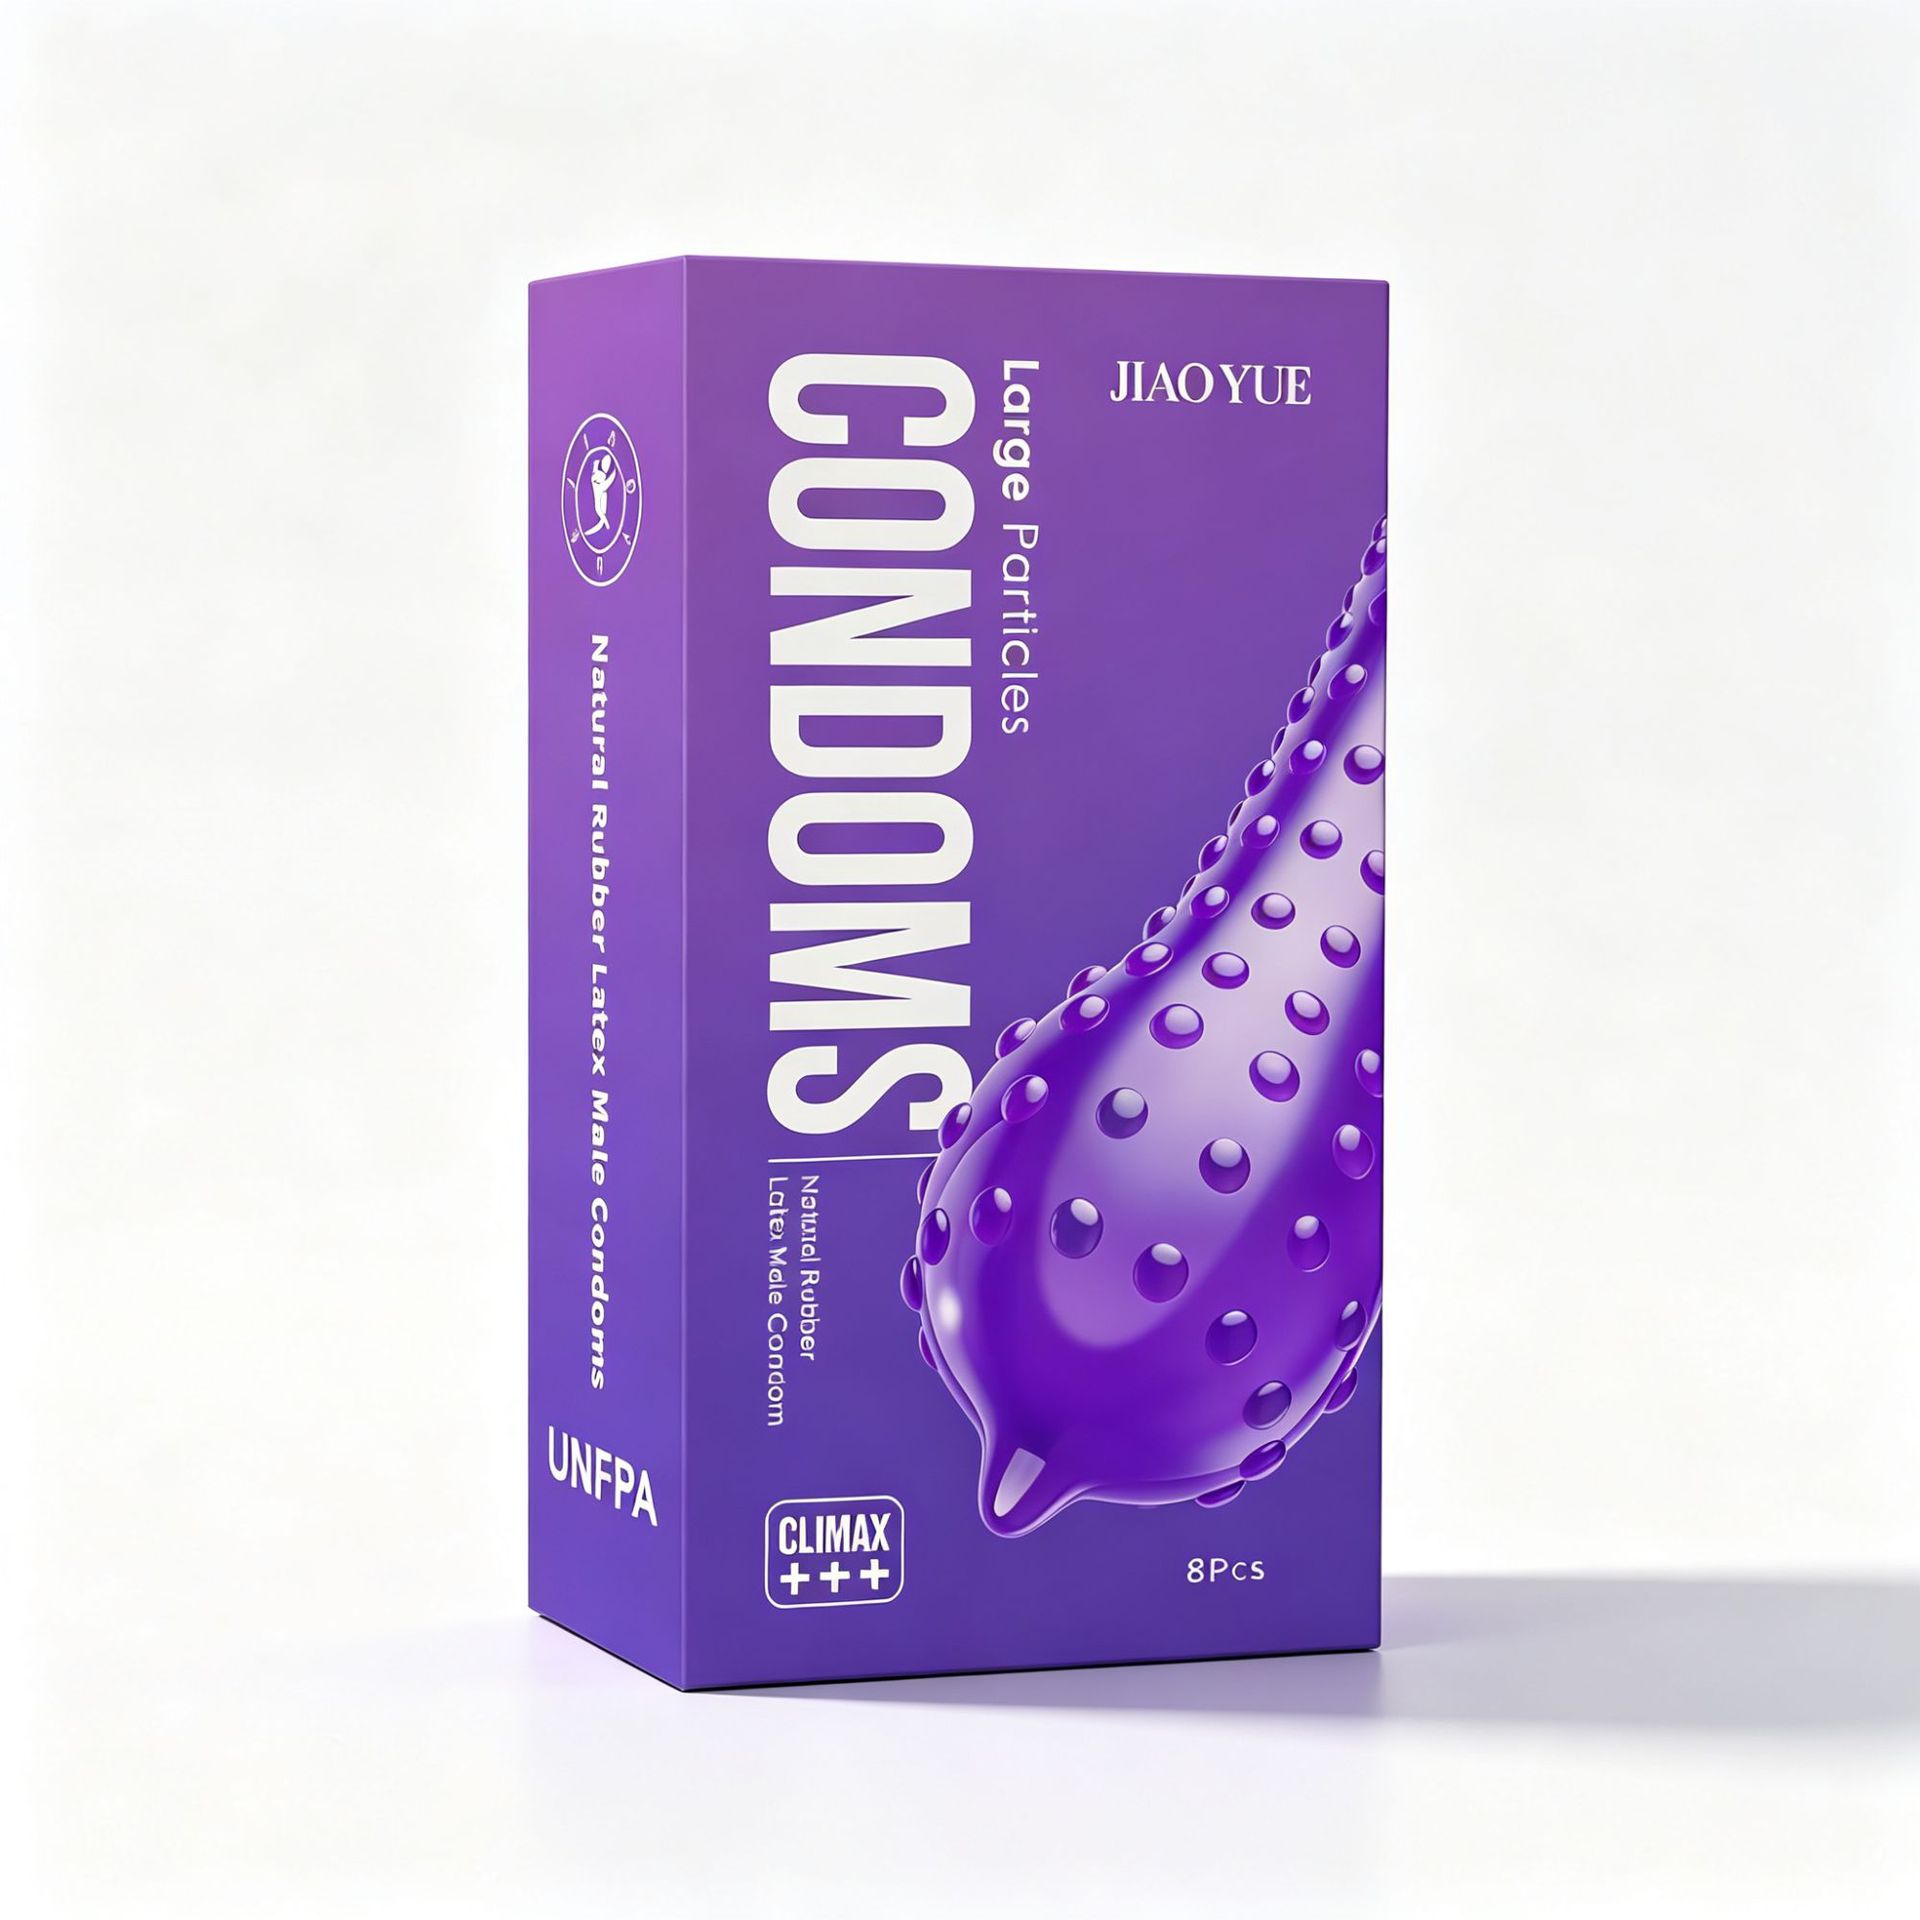 JIAO YUE
Large Particles
CONDOMS
Natural Rubber
Latex Male Condom
CLIMAX
+++
8Pcs
Natural Rubber Latex Male Condoms
UNFPA